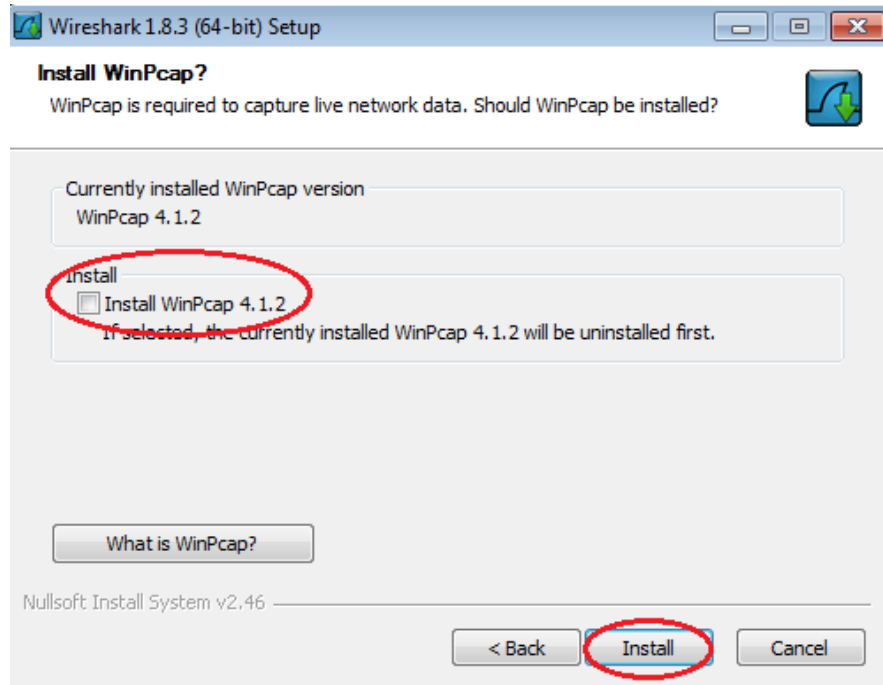 Wireshark 1.8.3 (64-bit) Setup
Install WinPcap?
WinPcap is required to capture live network data. Should WinPcap be installed?
Currently installed WinPcap version
WinPcap 4.1.2
Install
Install WinPcap 4.1.2
If selected, the currently installed WinPcap 4.1.2 will be uninstalled first.
What is WinPcap?
Nullsoft Install System v2.46
< Back Install Cancel